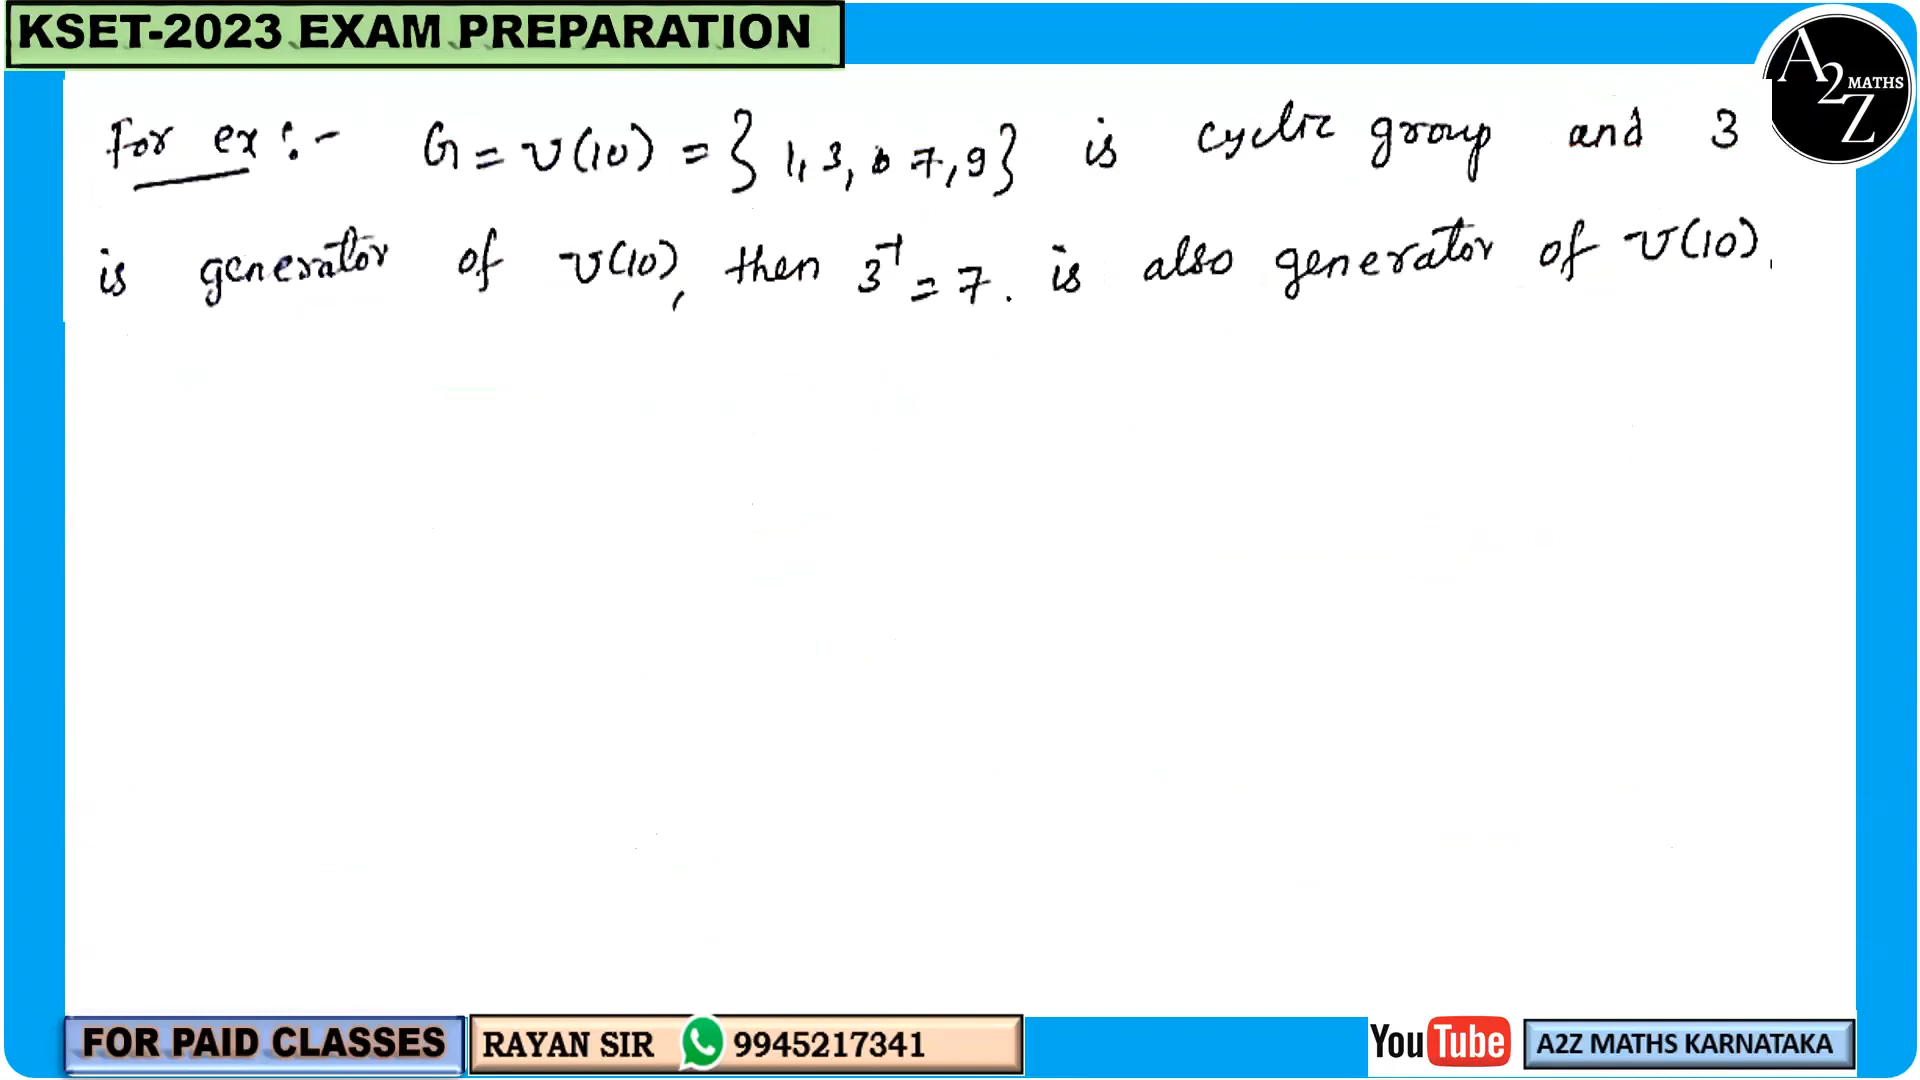 KSET-2023 EXAM PREPARATION
A2Z MATHS
For ex:- G = U(10) = { 1, 3, 7, 9} is cyclic group and 3
is generator of U(10), then 3⁻¹ = 7. is also generator of U(10).
FOR PAID CLASSES RAYAN SIR 9945217341 YouTube A2Z MATHS KARNATAKA